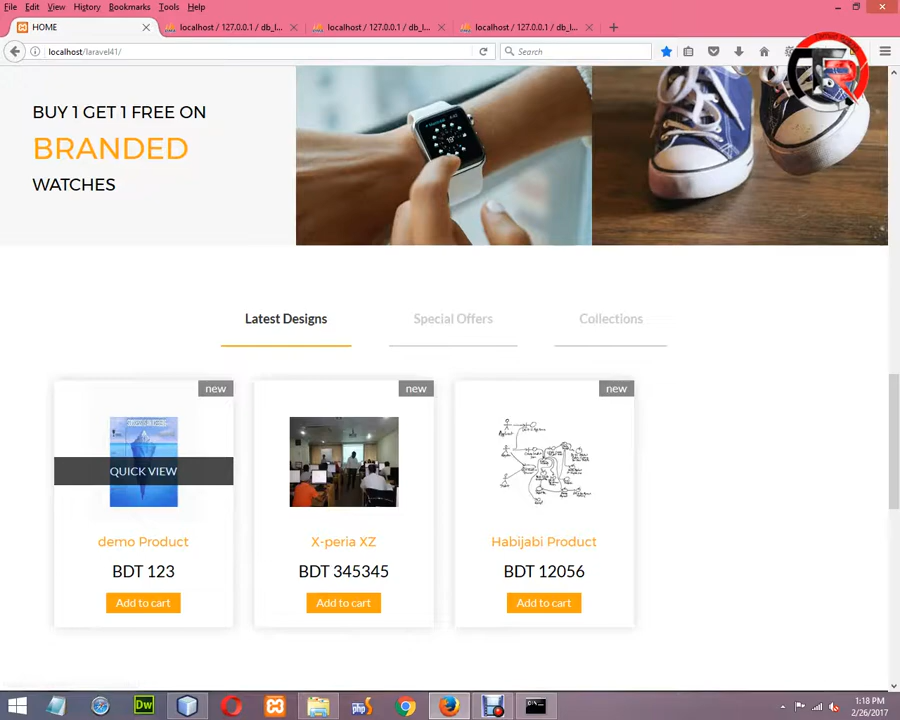 File Edit View History Bookmarks Tools Help
HOME
localhost / 127.0.0.1 / db_l...
localhost / 127.0.0.1 / db_l...
localhost / 127.0.0.1 / db_l...
localhost/laravel41/
Search
BUY 1 GET 1 FREE ON
BRANDED
WATCHES
Latest Designs
Special Offers
Collections
new
new
new
QUICK VIEW
demo Product
X-peria XZ
Habijabi Product
BDT 123
BDT 345345
BDT 12056
Add to cart
Add to cart
Add to cart
Dw
1:18 PM
2/26/2017